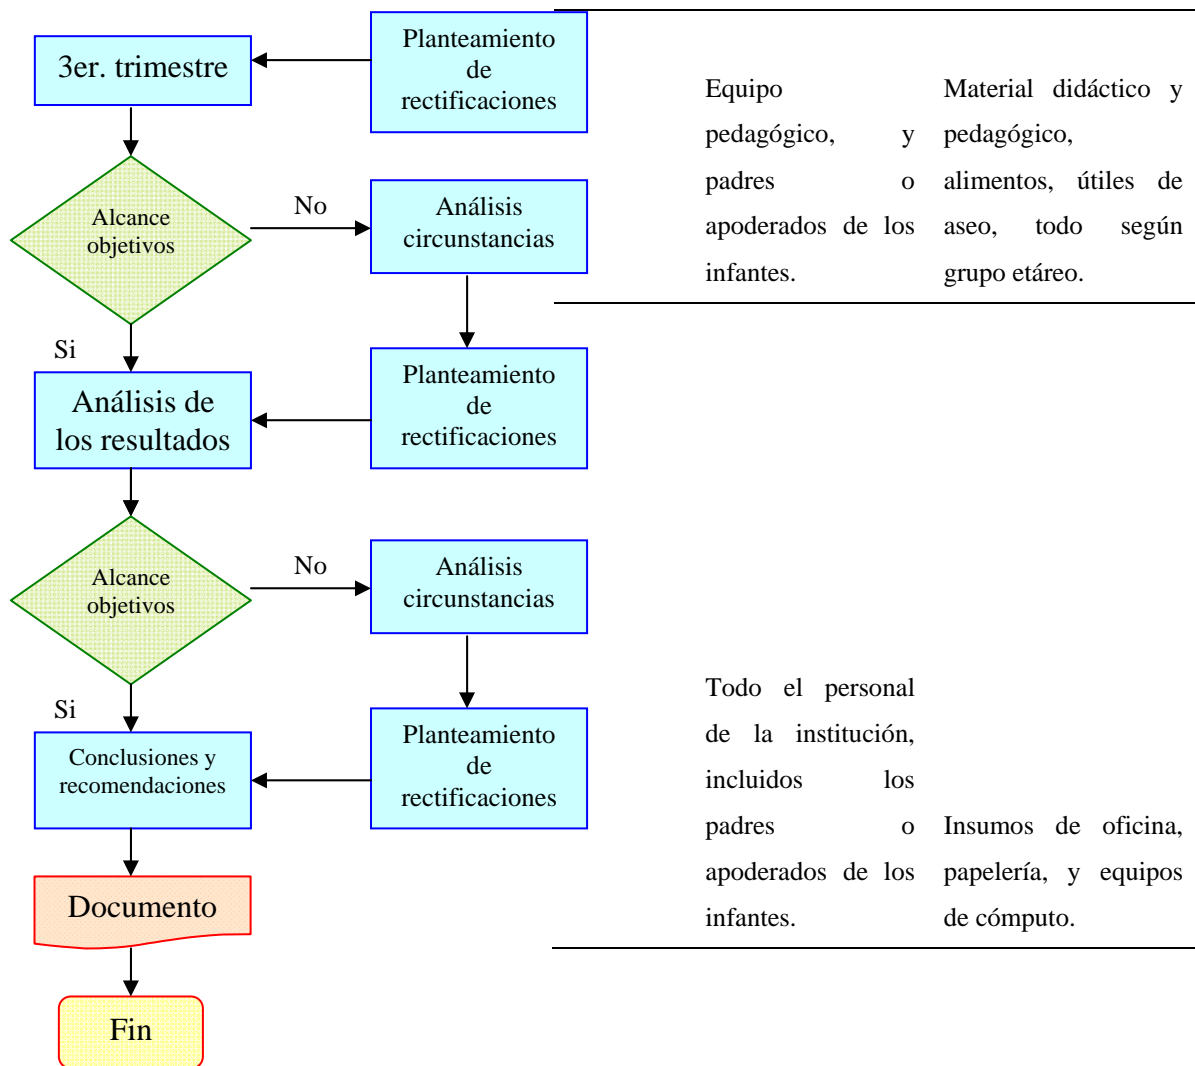 3er. trimestre
Planteamiento
de
rectificaciones
Alcance
objetivos
No
Análisis
circunstancias
Si
Análisis de
los resultados
Planteamiento
de
rectificaciones
Alcance
objetivos
No
Análisis
circunstancias
Si
Conclusiones y
recomendaciones
Planteamiento
de
rectificaciones
Documento
Fin
Equipo
pedagógico, y
padres o
apoderados de los
infantes.
Material didáctico y
pedagógico,
alimentos, útiles de
aseo, todo según
grupo etáreo.
Todo el personal
de la institución,
incluidos los
padres o
apoderados de los
infantes.
Insumos de oficina,
papelería, y equipos
de cómputo.